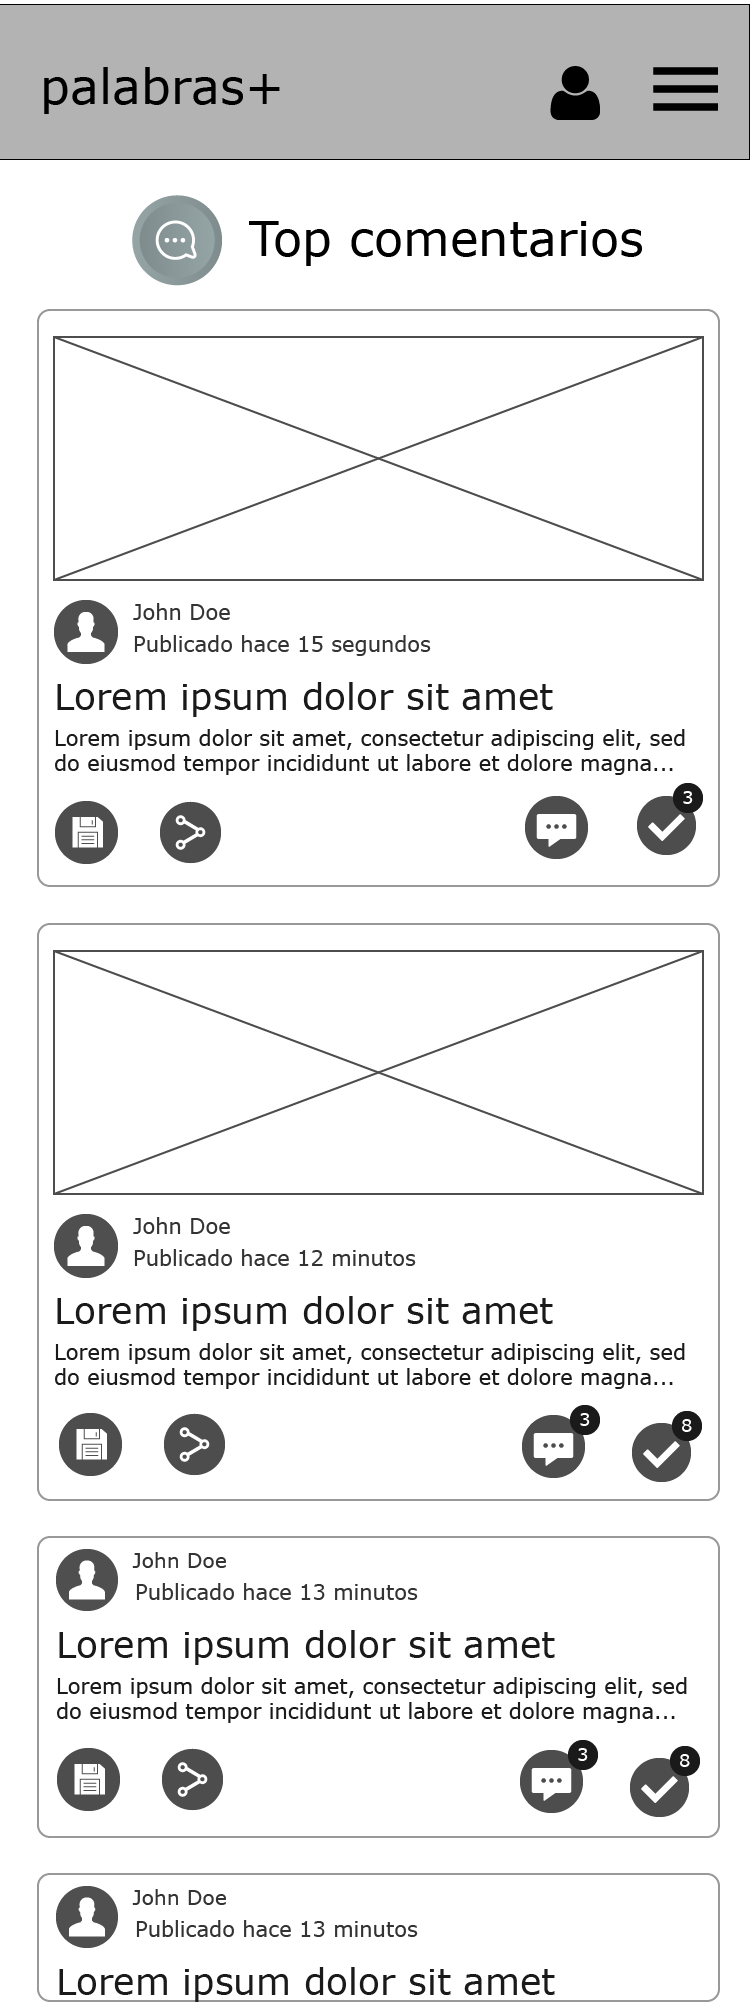 palabras+
Top comentarios
John Doe
Publicado hace 15 segundos
Lorem ipsum dolor sit amet
Lorem ipsum dolor sit amet, consectetur adipiscing elit, sed
do eiusmod tempor incididunt ut labore et dolore magna...
3
John Doe
Publicado hace 12 minutos
Lorem ipsum dolor sit amet
Lorem ipsum dolor sit amet, consectetur adipiscing elit, sed
do eiusmod tempor incididunt ut labore et dolore magna...
3 8
John Doe
Publicado hace 13 minutos
Lorem ipsum dolor sit amet
Lorem ipsum dolor sit amet, consectetur adipiscing elit, sed
do eiusmod tempor incididunt ut labore et dolore magna...
3 8
John Doe
Publicado hace 13 minutos
Lorem ipsum dolor sit amet